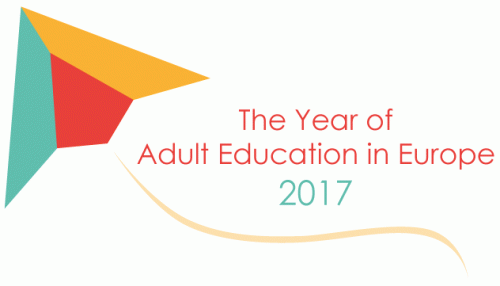 The Year of
Adult Education in Europe
2017